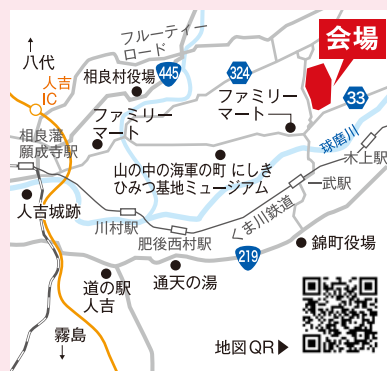 会場
フルーティー
ロード
↑
八代
人吉
IC
相良村役場
445
324
33
ファミリー
マート
ファミリー
マート
球磨川
相良藩
願成寺駅
木上駅
山の中の海軍の町 にしき
ひみつ基地ミュージアム
一武駅
人吉城跡
川村駅
肥後西村駅
くま川鉄道
219
錦町役場
道の駅
人吉
通天の湯
霧島
↓
地図QR▶